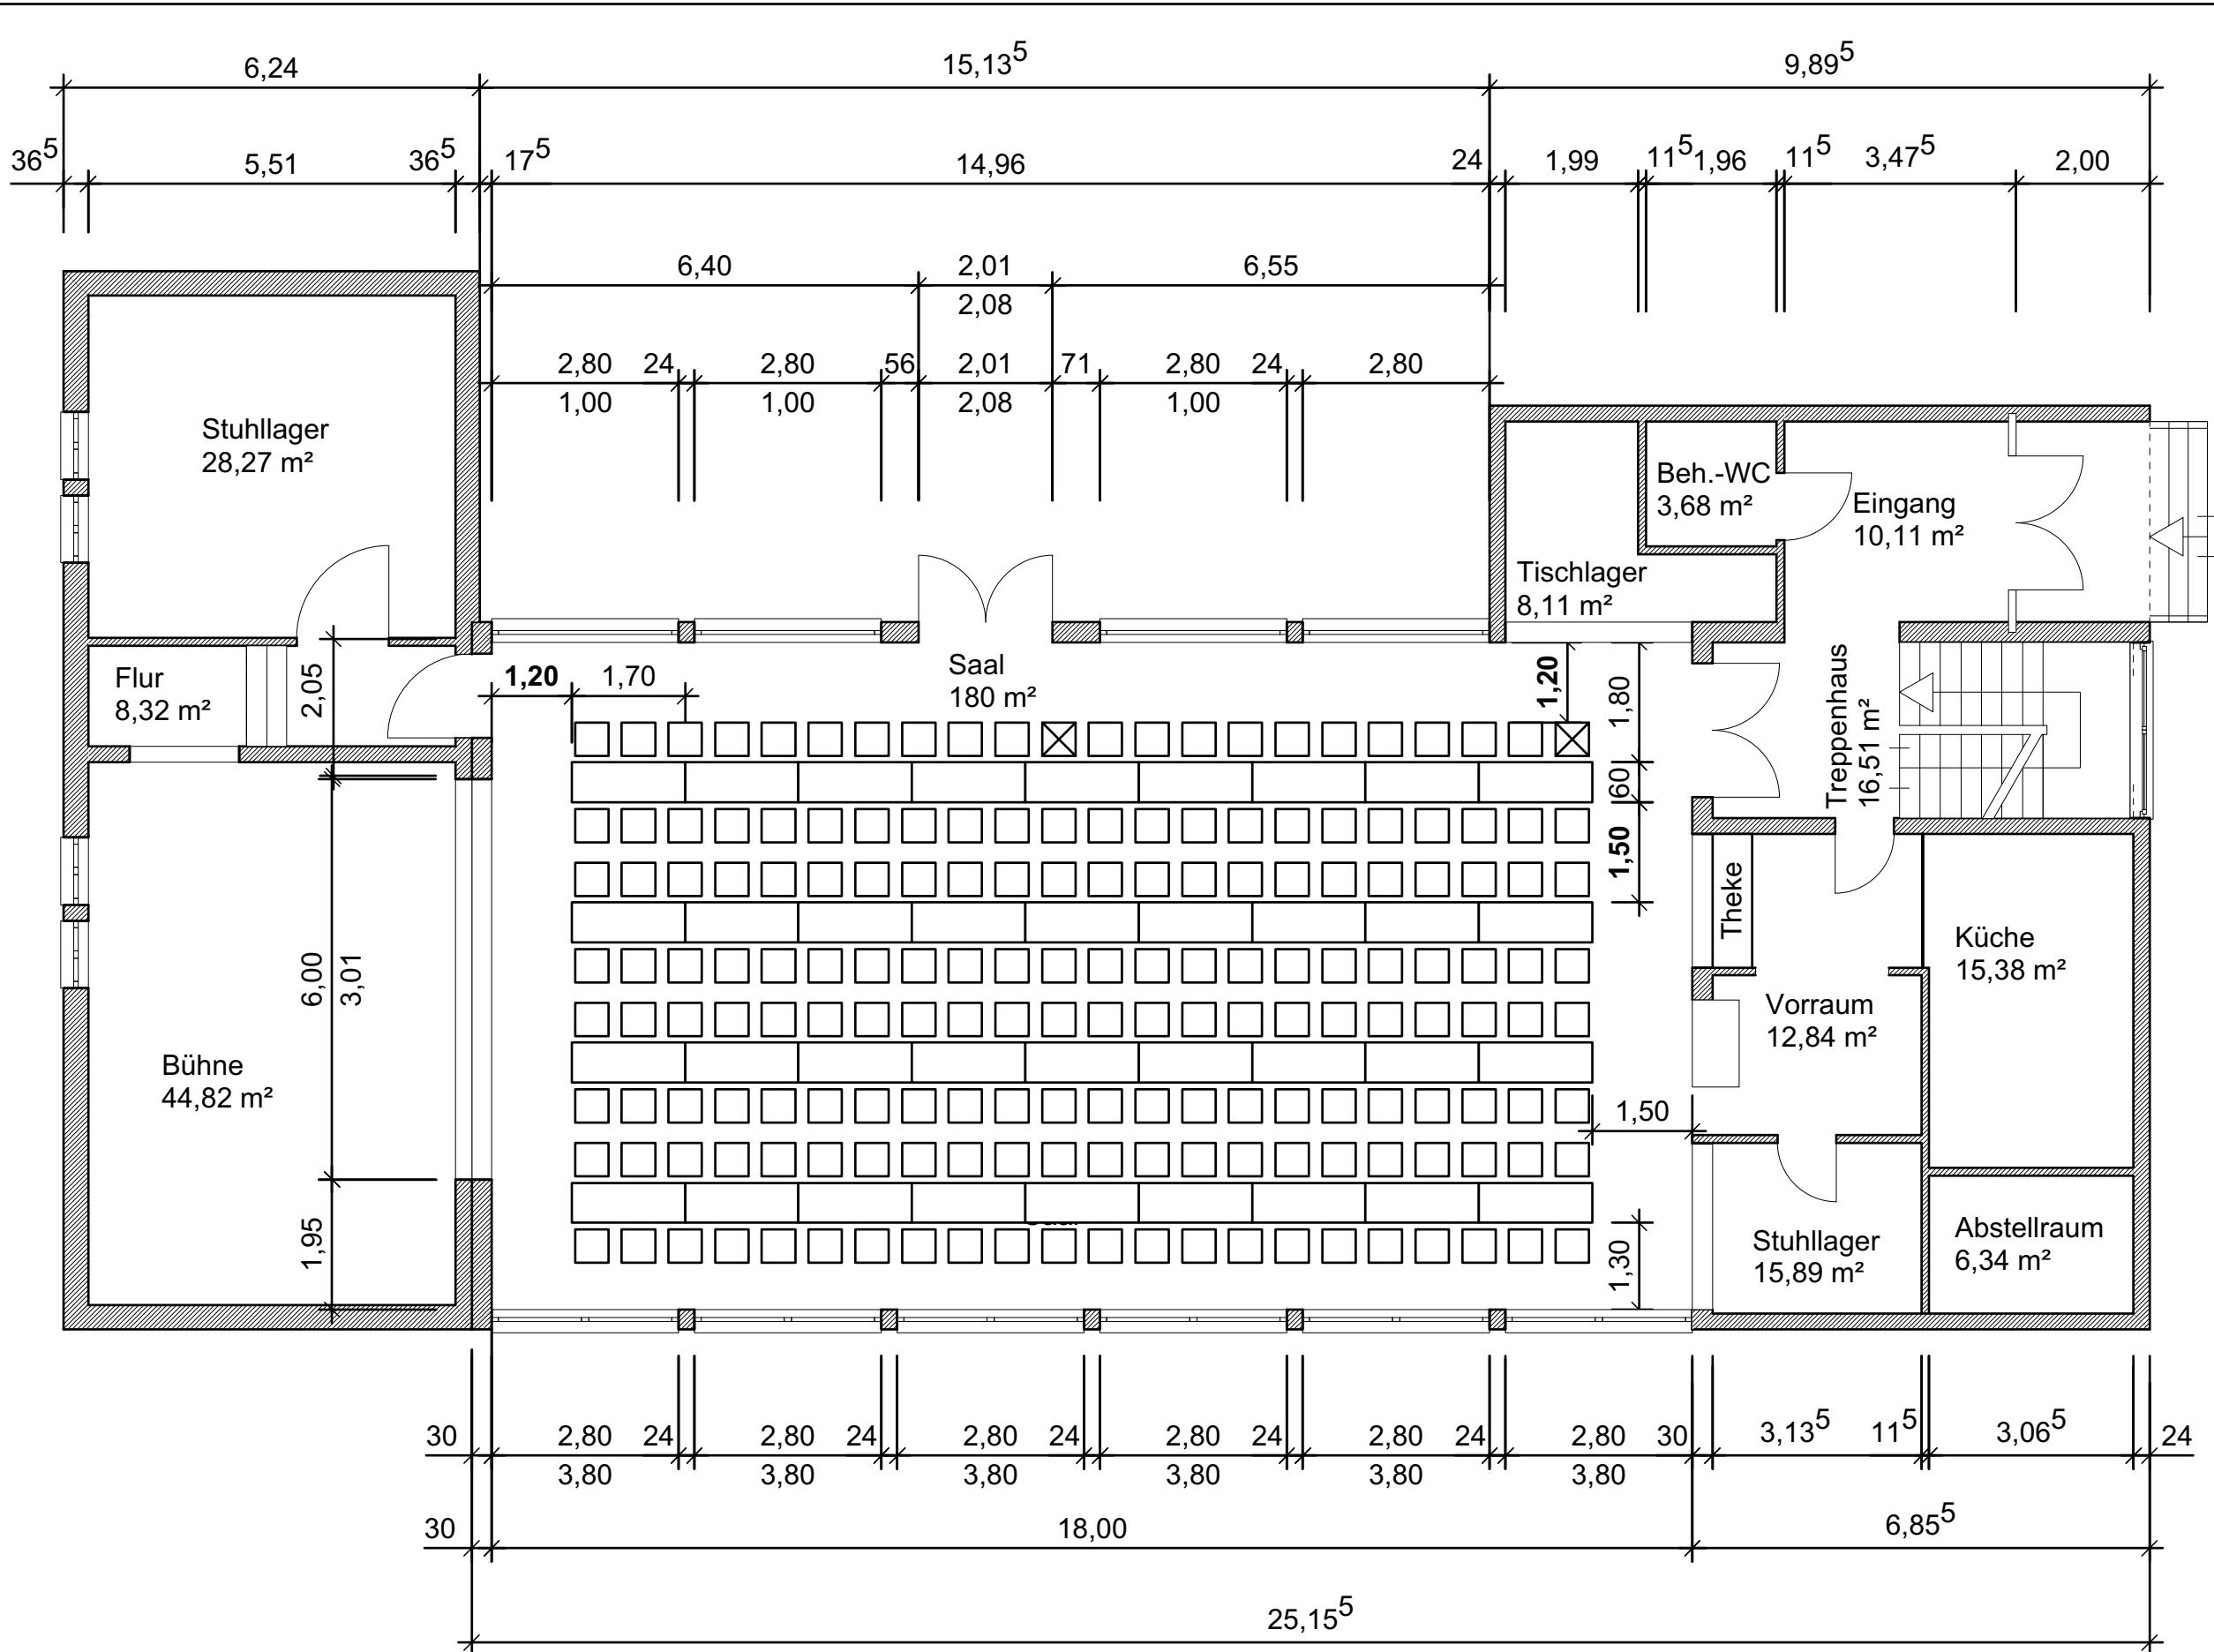 6,24
15,13⁵
9,89⁵
36⁵
5,51
36⁵
17⁵
14,96
24
1,99
11⁵
1,96
11⁵
3,47⁵
2,00
6,40
2,01
6,55
2,08
2,80
24
2,80
56
2,01
71
2,80
24
2,80
1,00
1,00
2,08
1,00
Stuhllager
28,27 m²
Beh.-WC
3,68 m²
Eingang
10,11 m²
Tischlager
8,11 m²
Flur
8,32 m²
2,05
1,20
1,70
Saal
180 m²
1,20
1,80
Treppenhaus
16,51 m²
60
1,50
Theke
Küche
15,38 m²
6,00
3,01
Vorraum
12,84 m²
Bühne
44,82 m²
1,50
1,95
1,30
Stuhllager
15,89 m²
Abstellraum
6,34 m²
30
2,80
24
2,80
24
2,80
24
2,80
24
2,80
24
2,80
30
3,13⁵
11�5
3,06⁵
24
3,80
3,80
3,80
3,80
3,80
3,80
30
18,00
6,85⁵
25,15⁵